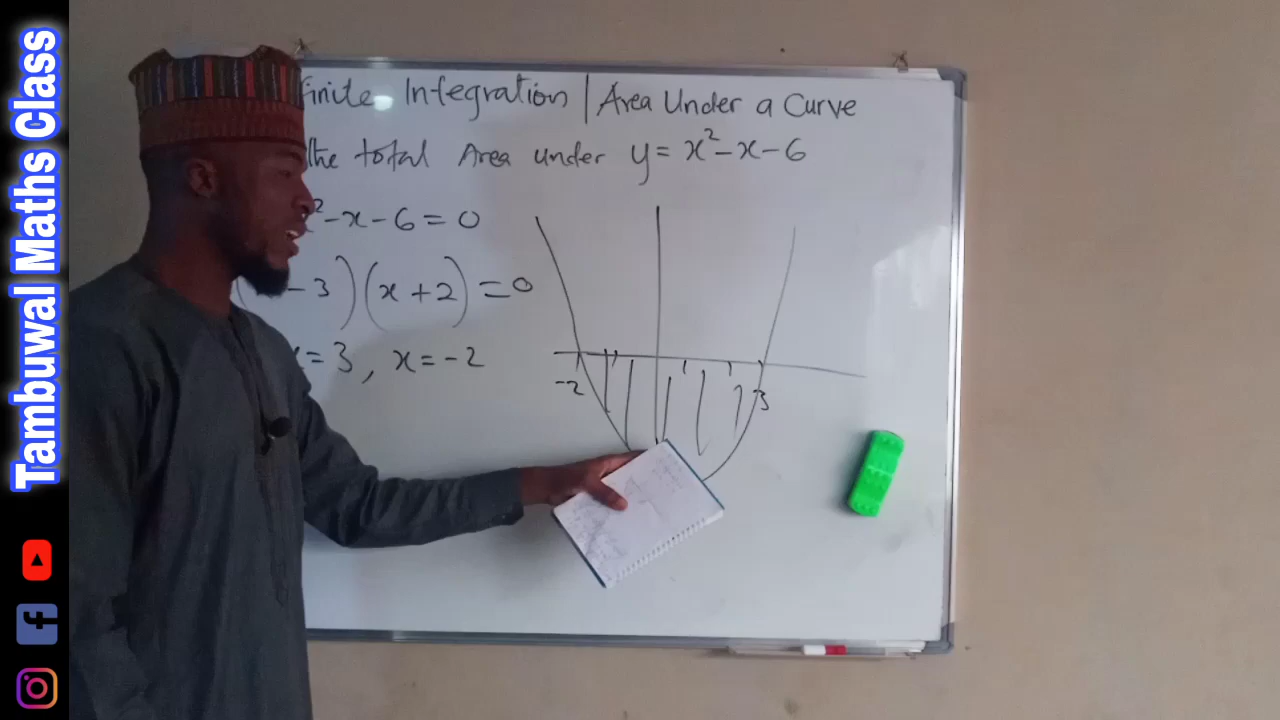 Tambuwal Maths Class
finite Integration | Area Under a Curve
the total Area under y = x² - x - 6
² - x - 6 = 0
- 3 ) ( x + 2 ) = 0
x = 3 , x = -2
-2
3